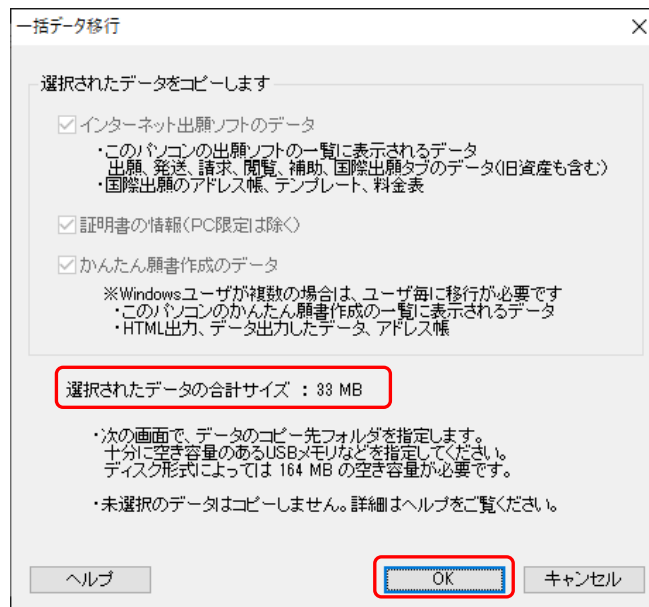 一括データ移行
選択されたデータをコピーします
インターネット出願ソフトのデータ
・このパソコンの出願ソフトの一覧に表示されるデータ
出願、発送、請求、閲覧、補助、国際出願タブのデータ(旧資産も含む)
・国際出願のアドレス帳、テンプレート、料金表
証明書の情報(PC限定は除く)
かんたん願書作成のデータ
※Windowsユーザが複数の場合は、ユーザ毎に移行が必要です
・このパソコンのかんたん願書作成の一覧に表示されるデータ
・HTML出力、データ出力したデータ、アドレス帳
選択されたデータの合計サイズ : 33 MB
・次の画面で、データのコピー先フォルダを指定します。
十分に空き容量のあるUSBメモリなどを指定してください。
ディスク形式によっては 164 MB の空き容量が必要です。
・未選択のデータはコピーしません。詳細はヘルプをご覧ください。
ヘルプ OK キャンセル